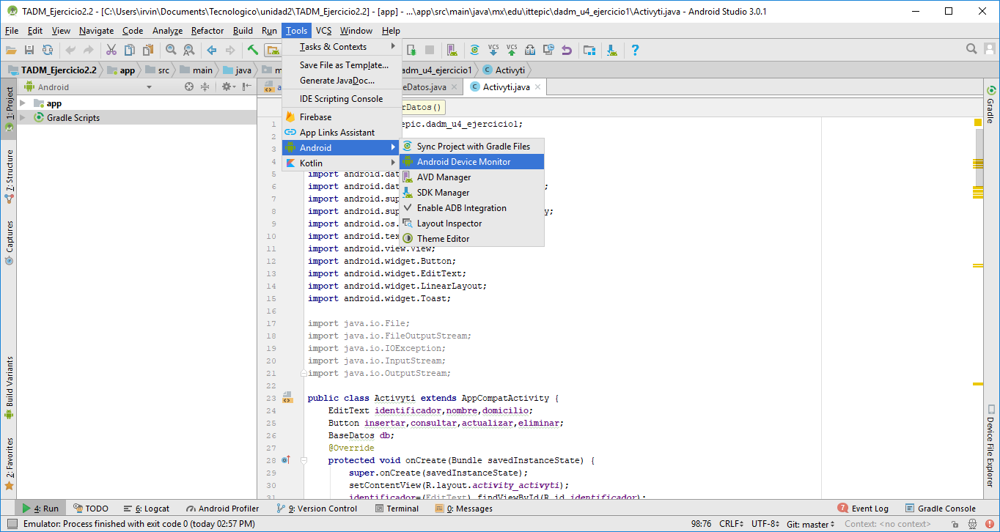 TADM_Ejercicio2.2 - [C:\Users\irvin\Documents\Tecnologico\unidad2\TADM_Ejercicio2.2] - [app] - ...\app\src\main\java\mx\edu\ittepic\dadm_u4_ejercicio1\Activyti.java - Android Studio 3.0.1
File Edit View Navigate Code Analyze Refactor Build Run Tools VCS Window Help
Tasks & Contexts
Save File as Template...
Generate JavaDoc...
IDE Scripting Console
Firebase
App Links Assistant
Android
Kotlin
Sync Project with Gradle Files
Android Device Monitor
AVD Manager
SDK Manager
Enable ADB Integration
Layout Inspector
Theme Editor
VCS VCS
TADM_Ejercicio2.2 app src main java m adm_u4_ejercicio1 Activyti
Android
a eDatos.java Activyti.java
app
Gradle Scripts
1: Project
7: Structure
Captures
Build Variants
2: Favorites
Gradle
Device File Explorer
rDatos()
1 epic.dadm_u4_ejercicio1;
2
3
4
5 import android.dat
6 import android.dat ;
7 import android.sup
8 import android.sup y;
9 import android.os.
10 import android.tex
11 import android.view.View;
12 import android.widget.Button;
13 import android.widget.EditText;
14 import android.widget.LinearLayout;
15 import android.widget.Toast;
16
17 import java.io.File;
18 import java.io.FileOutputStream;
19 import java.io.IOException;
20 import java.io.InputStream;
21 import java.io.OutputStream;
22
23 public class Activyti extends AppCompatActivity {
24 EditText identificador,nombre,domicilio;
25 Button insertar,consultar,actualizar,eliminar;
26 BaseDatos db;
27 @Override
28 protected void onCreate(Bundle savedInstanceState) {
29 super.onCreate(savedInstanceState);
30 setContentView(R.layout.activity_activyti);
31 identificador=(EditText) findViewById(R.id.identificador);
4: Run TODO 6: Logcat Android Profiler 9: Version Control Terminal 0: Messages 7 Event Log Gradle Console
Emulator: Process finished with exit code 0 (today 02:57 PM) 98:76 CRLF UTF-8 Git: master Context: <no context>